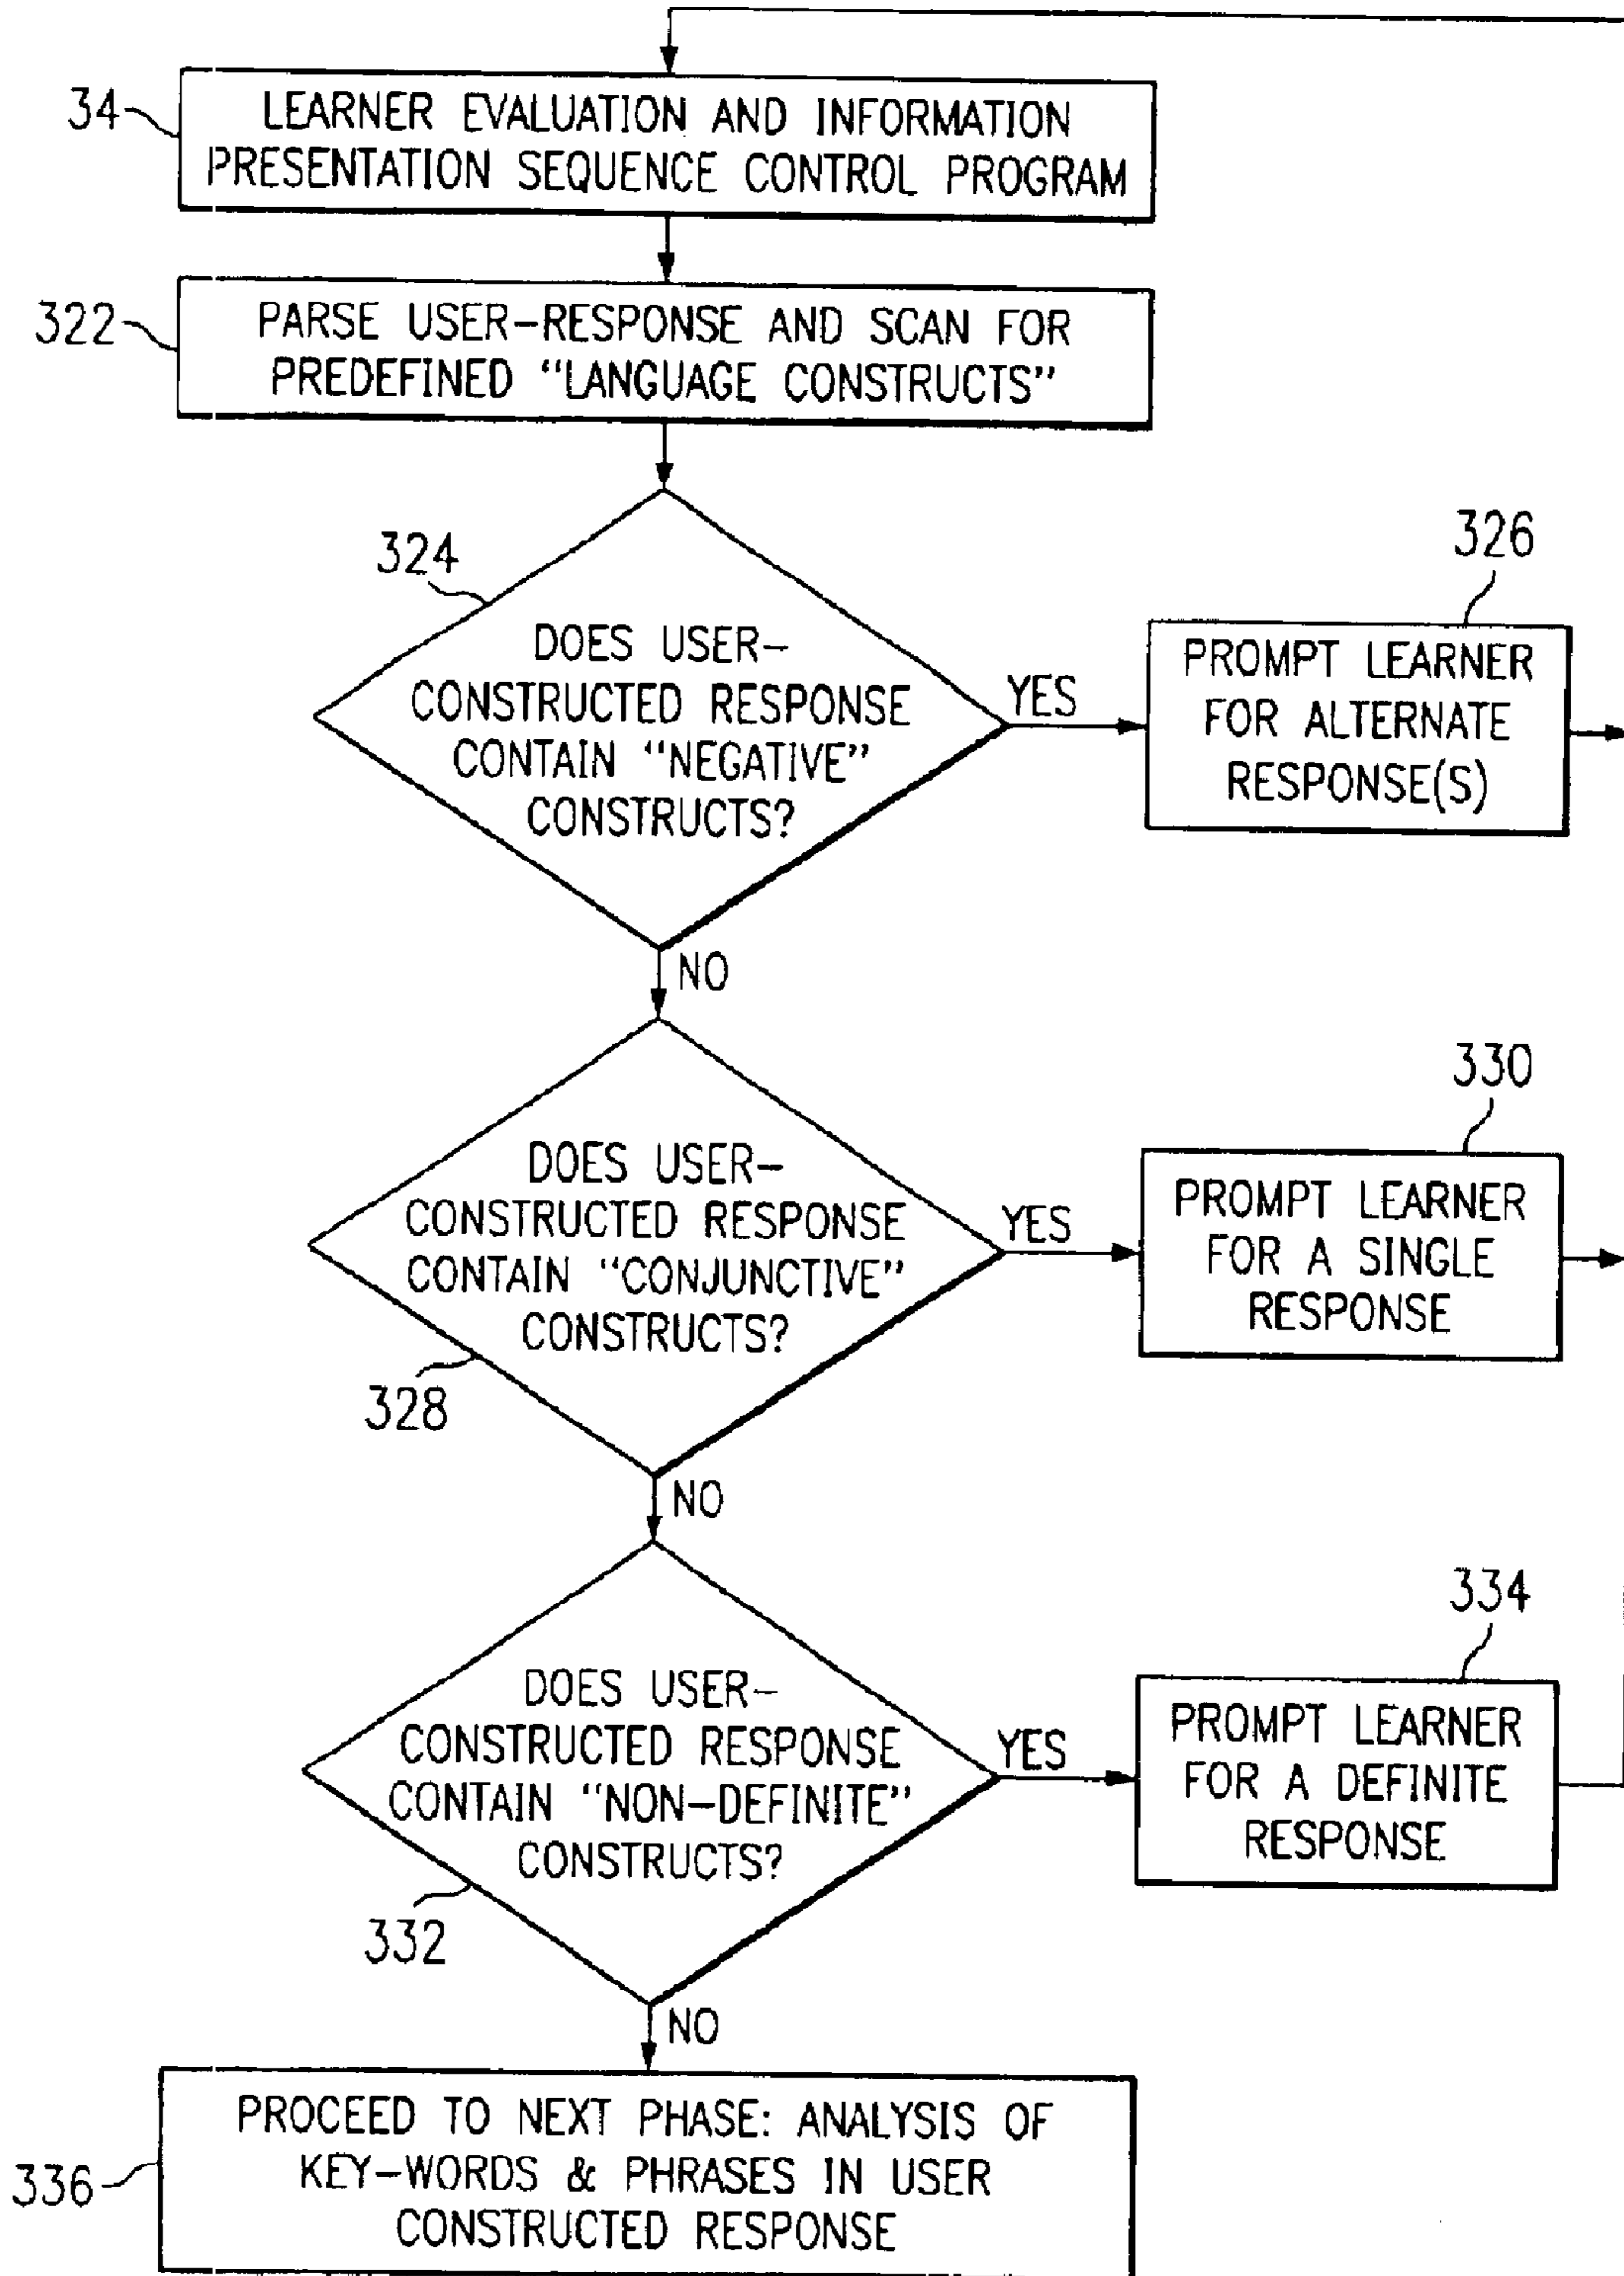 34
LEARNER EVALUATION AND INFORMATION
PRESENTATION SEQUENCE CONTROL PROGRAM
322
PARSE USER-RESPONSE AND SCAN FOR
PREDEFINED "LANGUAGE CONSTRUCTS"
324
DOES USER-
CONSTRUCTED RESPONSE
CONTAIN "NEGATIVE"
CONSTRUCTS?
YES
326
PROMPT LEARNER
FOR ALTERNATE
RESPONSE(S)
NO
DOES USER-
CONSTRUCTED RESPONSE
CONTAIN "CONJUNCTIVE"
CONSTRUCTS?
328
YES
330
PROMPT LEARNER
FOR A SINGLE
RESPONSE
NO
DOES USER-
CONSTRUCTED RESPONSE
CONTAIN "NON-DEFINITE"
CONSTRUCTS?
332
YES
334
PROMPT LEARNER
FOR A DEFINITE
RESPONSE
NO
336
PROCEED TO NEXT PHASE: ANALYSIS OF
KEY-WORDS & PHRASES IN USER
CONSTRUCTED RESPONSE